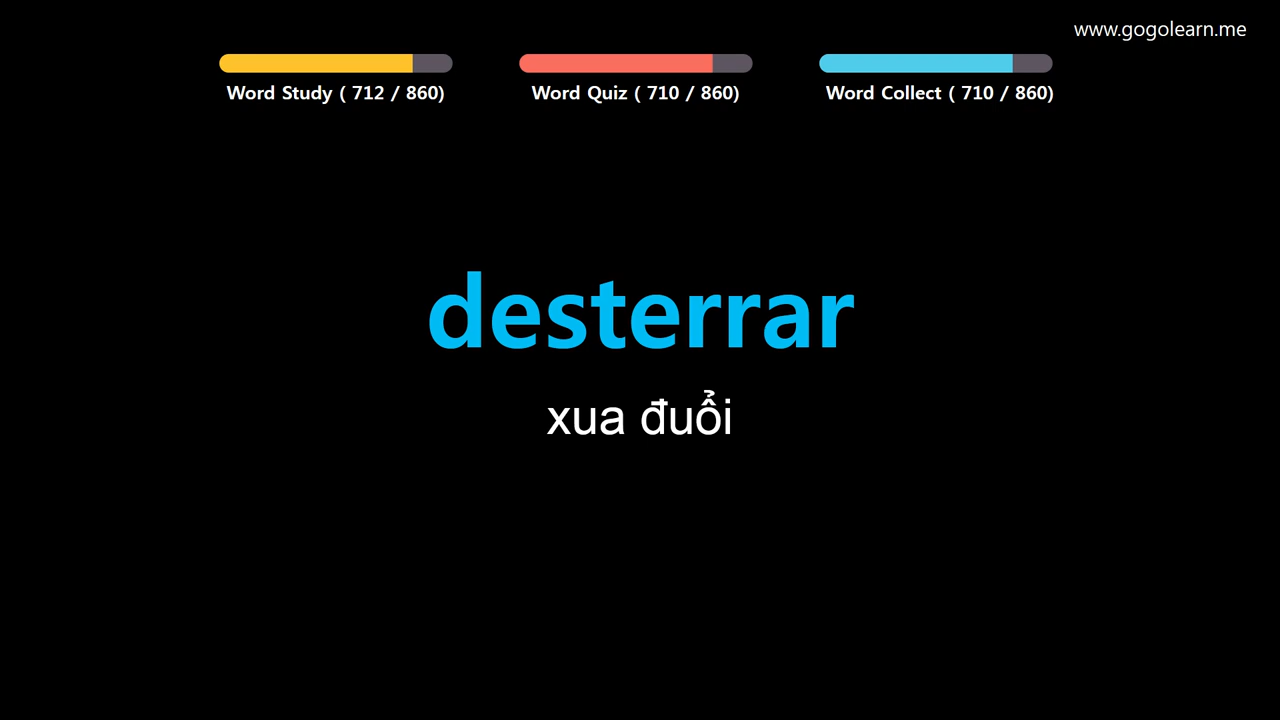 www.gogolearn.me
Word Study ( 712 / 860)
Word Quiz ( 710 / 860)
Word Collect ( 710 / 860)
desterrar
xua đuổi